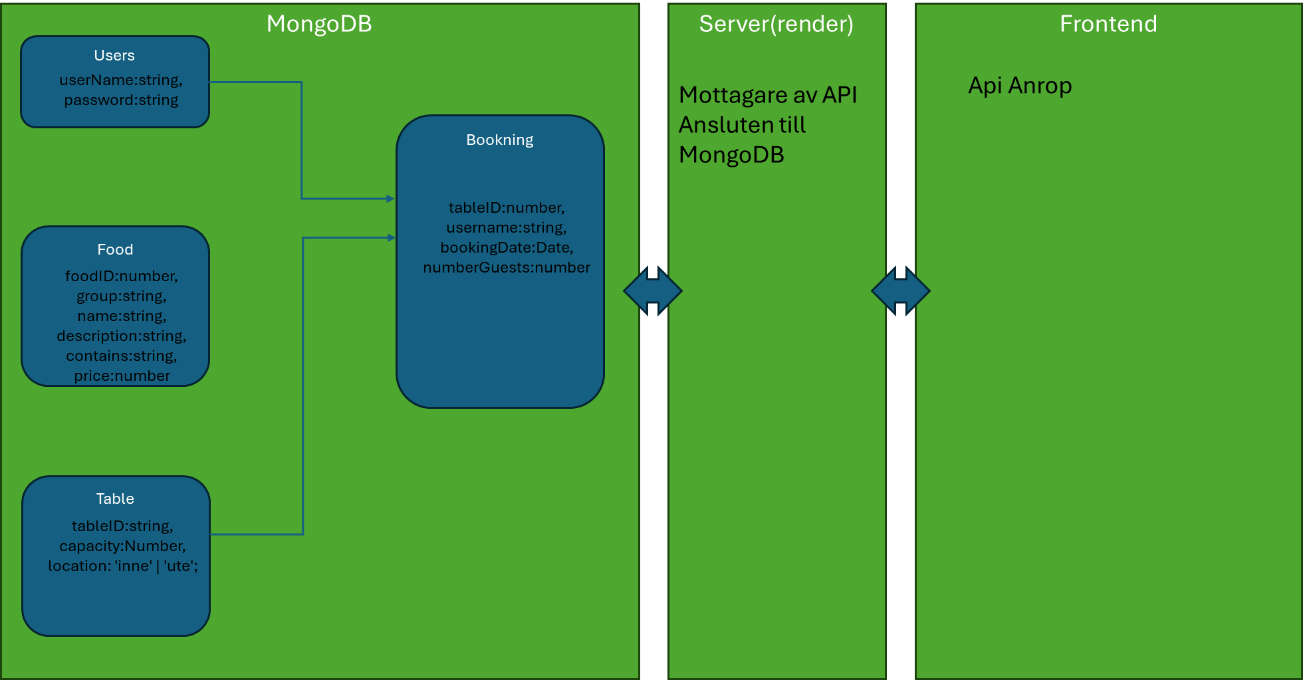 MongoDB
Users
userName:string,
password:string
Food
foodID:number,
group:string,
name:string,
description:string,
contains:string,
price:number
Table
tableID:string,
capacity:Number,
location: 'inne' | 'ute';
Bookning
tableID:number,
username:string,
bookingDate:Date,
numberGuests:number
Server(render)
Mottagare av API
Ansluten till
MongoDB
Frontend
Api Anrop